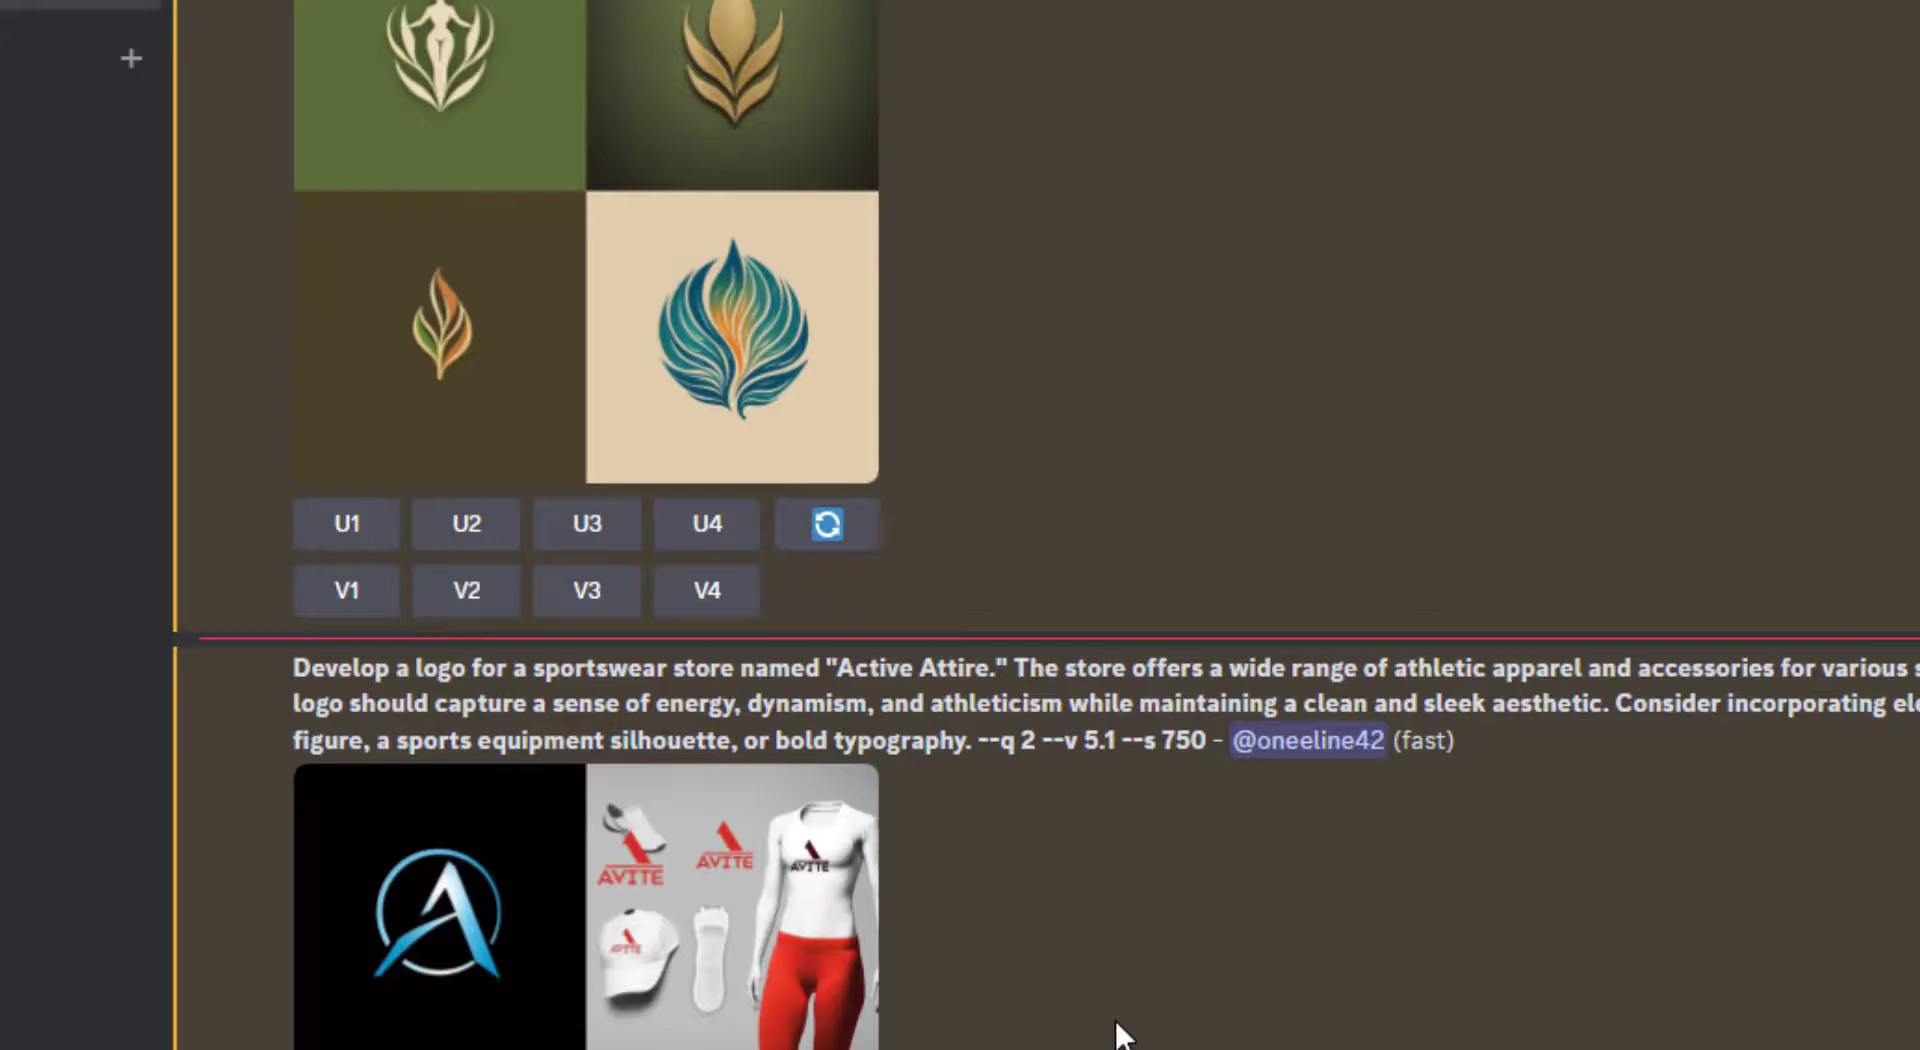 U1 U2 U3 U4
V1 V2 V3 V4
Develop a logo for a sportswear store named "Active Attire." The store offers a wide range of athletic apparel and accessories for various
logo should capture a sense of energy, dynamism, and athleticism while maintaining a clean and sleek aesthetic. Consider incorporating
figure, a sports equipment silhouette, or bold typography. --q 2 --v 5.1 --s 750 - @oneeline42 (fast)
A
AVITE
AVITE
AVITE
AVITE